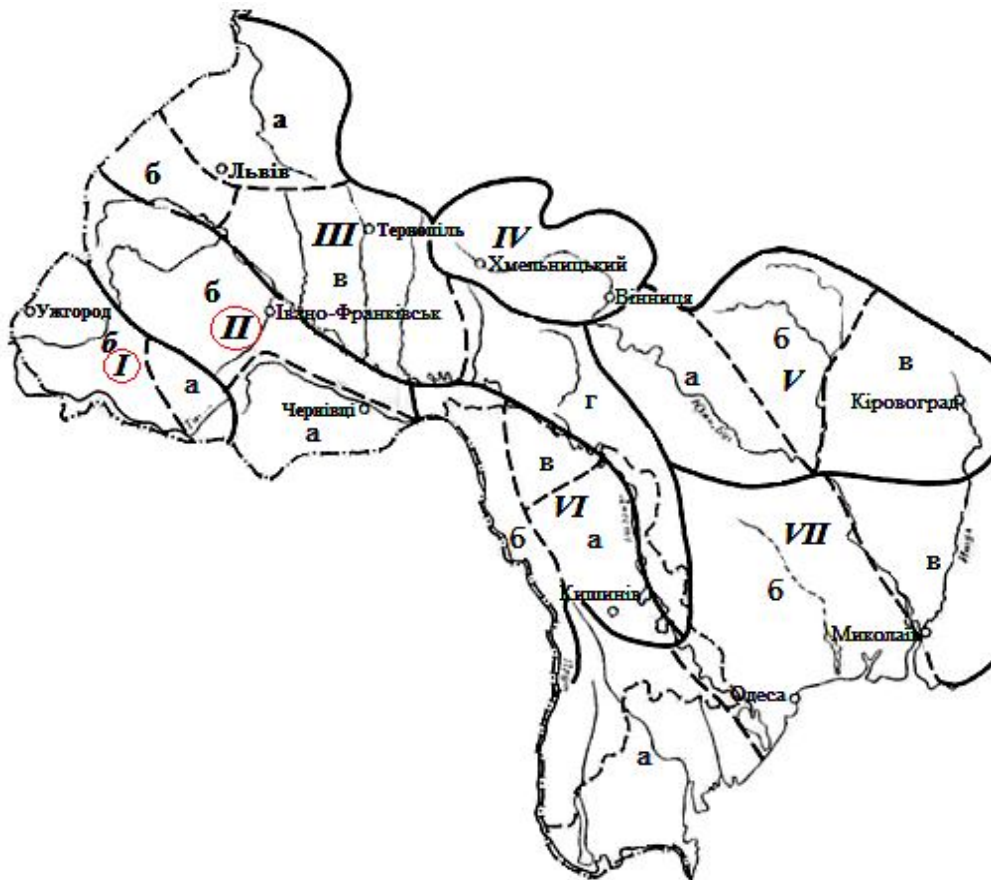 а
б
Львів
III
Тернопіль
IV
Хмельницький
в
Вінниця
б
Івано-Франківськ
II
Ужгород
б
I
а
Чернівці
а
б
V
в
а
Кіровоград
г
в
VI
а
б
VII
в
б
Кишинів
Миколаїв
Одеса
а